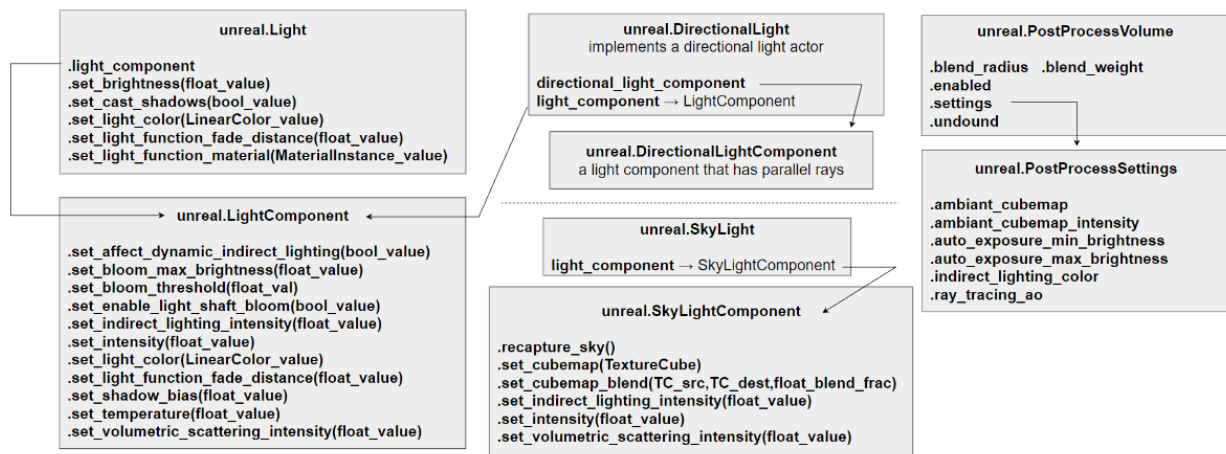 unreal.Light
.light_component
.set_brightness(float_value)
.set_cast_shadows(bool_value)
.set_light_color(LinearColor_value)
.set_light_function_fade_distance(float_value)
.set_light_function_material(MaterialInstance_value)
unreal.LightComponent
.set_affect_dynamic_indirect_lighting(bool_value)
.set_bloom_max_brightness(float_value)
.set_bloom_threshold(float_val)
.set_enable_light_shaft_bloom(bool_value)
.set_indirect_lighting_intensity(float_value)
.set_intensity(float_value)
.set_light_color(LinearColor_value)
.set_light_function_fade_distance(float_value)
.set_shadow_bias(float_value)
.set_temperature(float_value)
.set_volumetric_scattering_intensity(float_value)
unreal.DirectionalLight
implements a directional light actor
directional_light_component
light_component → LightComponent
unreal.DirectionalLightComponent
a light component that has parallel rays
unreal.SkyLight
light_component → SkyLightComponent
unreal.SkyLightComponent
.recapture_sky()
.set_cubemap(TextureCube)
.set_cubemap_blend(TC_src,TC_dest,float_blend_frac)
.set_indirect_lighting_intensity(float_value)
.set_intensity(float_value)
.set_volumetric_scattering_intensity(float_value)
unreal.PostProcessVolume
.blend_radius .blend_weight
.enabled
.settings
.undound
unreal.PostProcessSettings
.ambiant_cubemap
.ambiant_cubemap_intensity
.auto_exposure_min_brightness
.auto_exposure_max_brightness
.indirect_lighting_color
.ray_tracing_ao